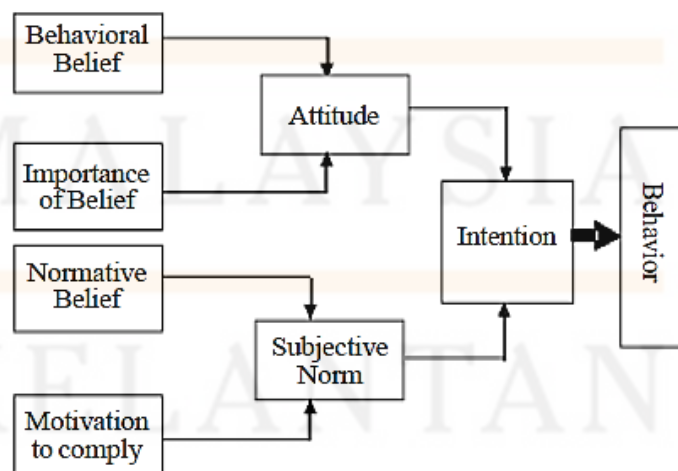 Behavioral
Belief
Attitude
Importance
of Belief
Intention
Behavior
Normative
Belief
Subjective
Norm
Motivation
to comply
MALAYSIA
KELANTAN